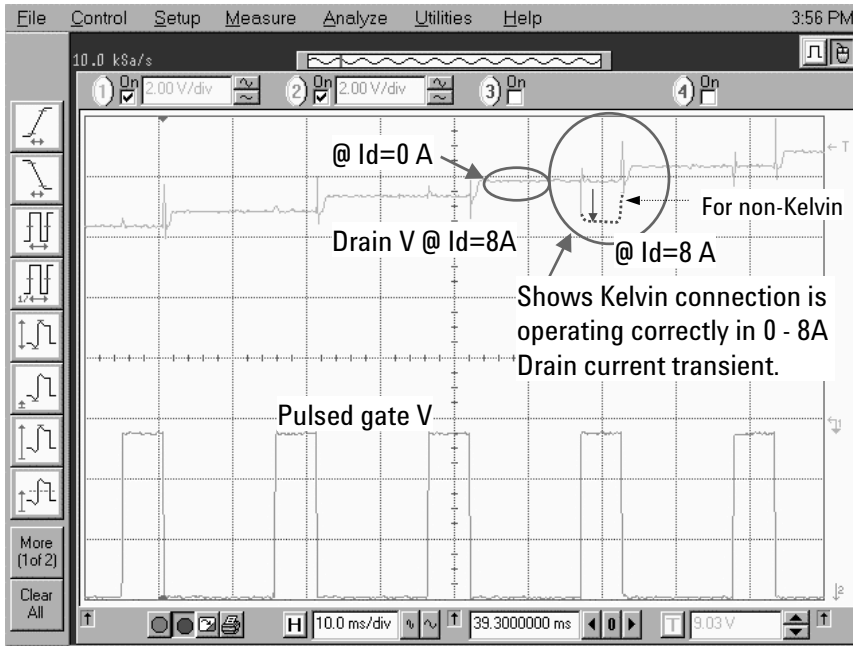 File Control Setup Measure Analyze Utilities Help 3:56 PM
10.0 kSa/s
1 On 2.00 V/div 2 On 2.00 V/div 3 On 4 On
@ Id=0 A
T
For non-Kelvin
Drain V @ Id=8A
@ Id=8 A
Shows Kelvin connection is
operating correctly in 0 - 8A
Drain current transient.
Pulsed gate V
1/
More
(1 of 2)
Clear
All
2
H 10.0 ms/div 39.3000000 ms 0 T 9.03 V